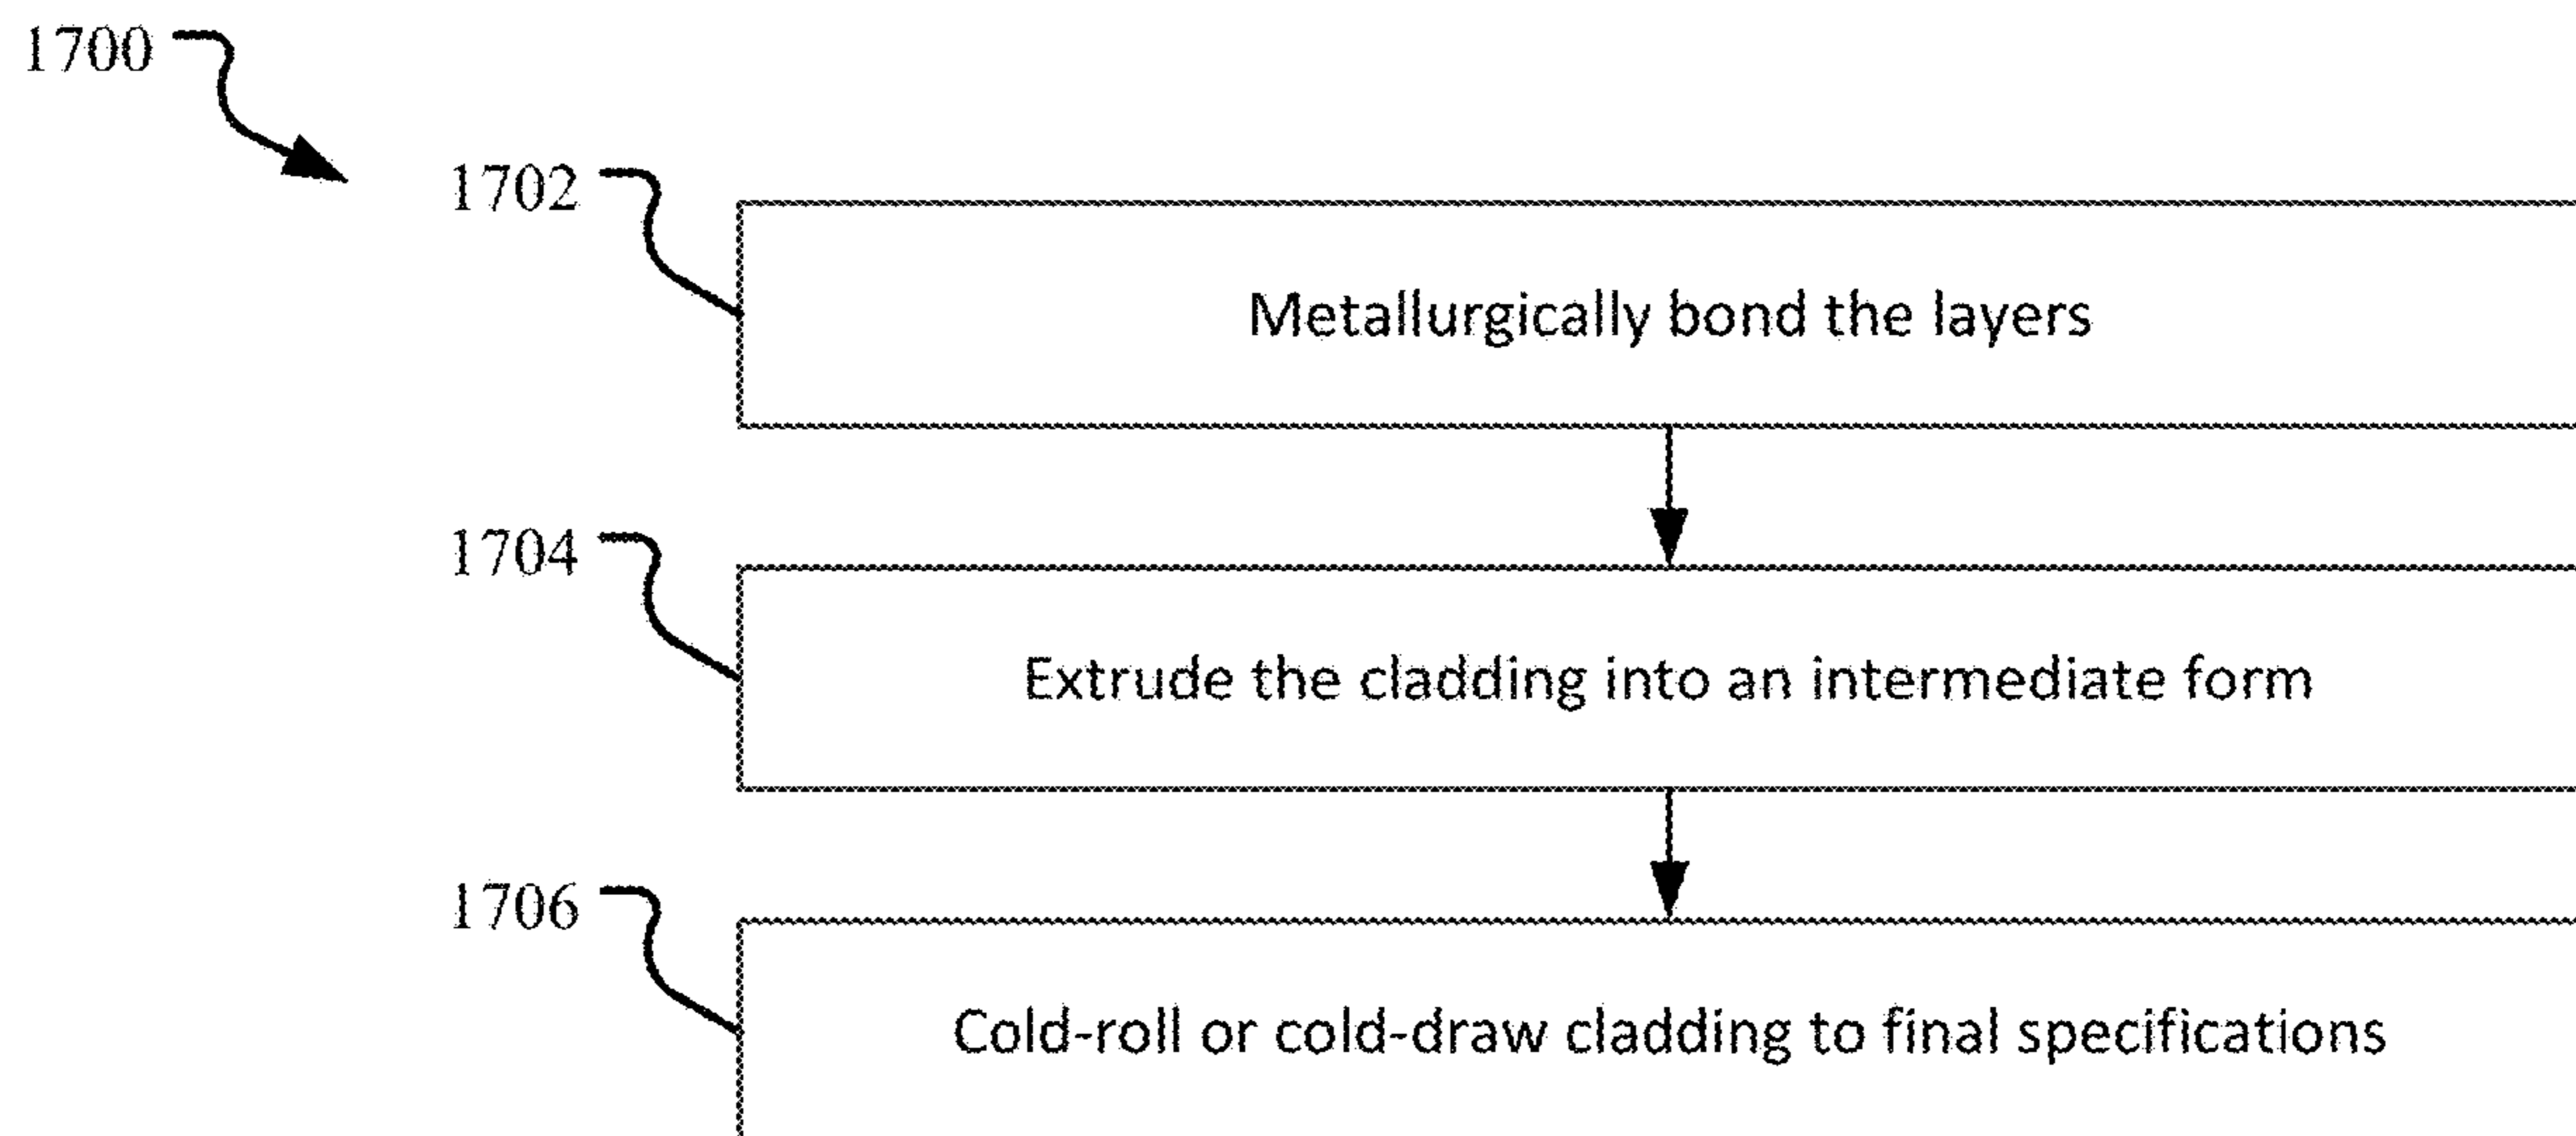 1700
1702
Metallurgically bond the layers
1704
Extrude the cladding into an intermediate form
1706
Cold-roll or cold-draw cladding to final specifications